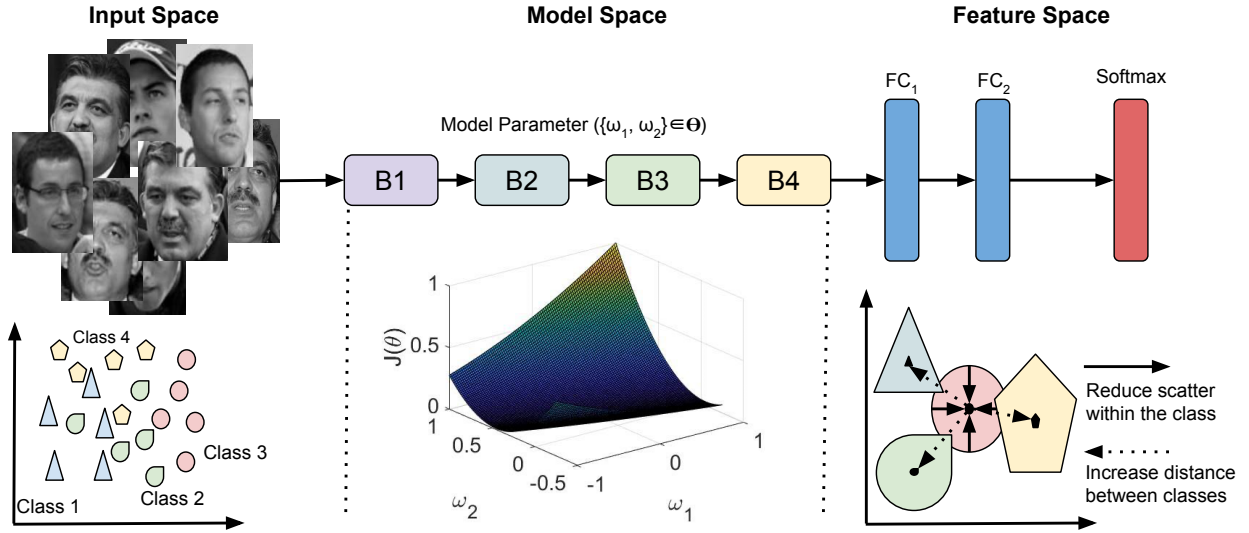 Input Space
Model Space
Feature Space
FC₁
FC₂
Softmax
Model Parameter ({ω₁, ω₂}∈Θ)
B1
B2
B3
B4
1
0.5
0
J(θ)
1
0.5
0
-0.5
ω₂
-1
0
1
ω₁
Class 4
Class 3
Class 2
Class 1
Reduce scatter
within the class
Increase distance
between classes